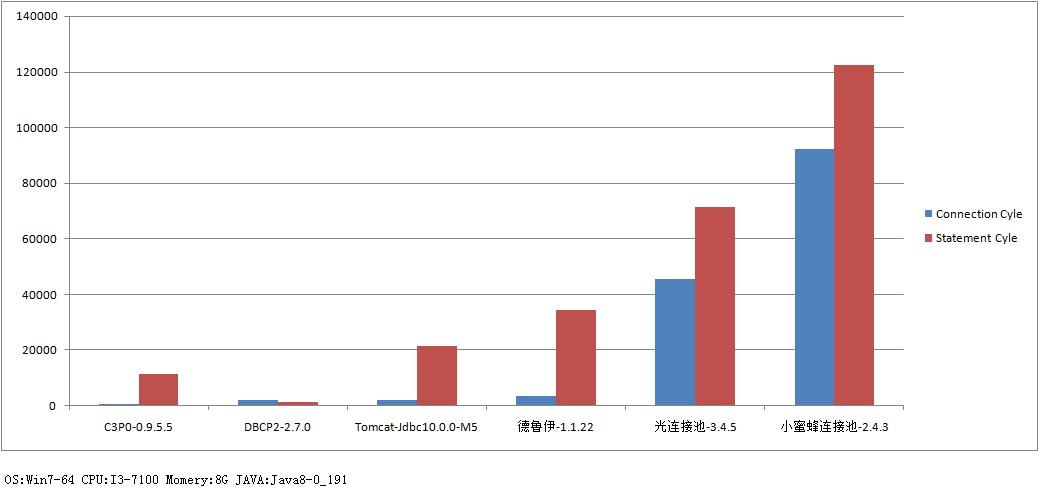 140000
120000
100000
80000
60000
40000
20000
0
C3P0-0.9.5.5
DBCP2-2.7.0
Tomcat-Jdbc10.0.0-M5
德鲁伊-1.1.22
光连接池-3.4.5
小蜜蜂连接池-2.4.3
Connection Cyle
Statement Cyle
OS:Win7-64 CPU:I3-7100 Momery:8G JAVA:Java8-0_191